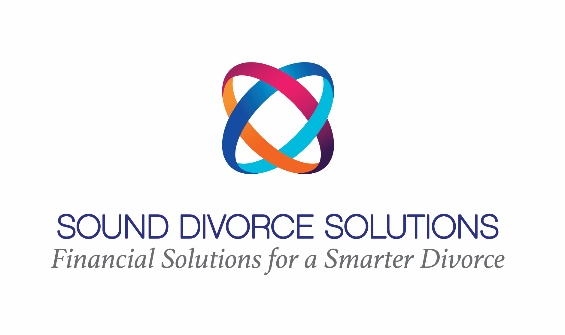 SOUND DIVORCE SOLUTIONS
Financial Solutions for a Smarter Divorce